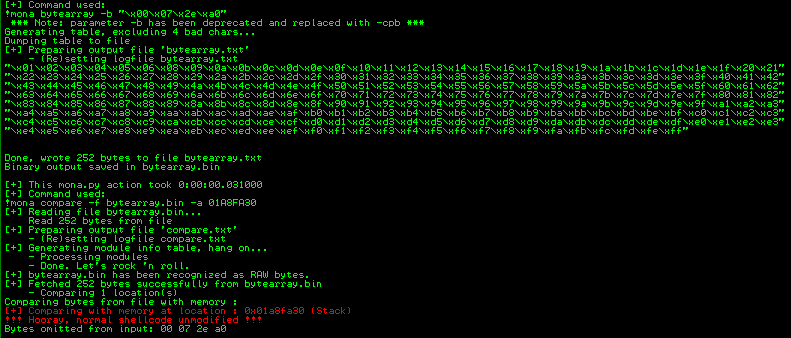 [+] Command used:
!mona bytearray -b "\x00\x07\x2e\xa0"
*** Note: parameter -b has been deprecated and replaced with -cpb ***
Generating table, excluding 4 bad chars...
Dumping table to file
[+] Preparing output file 'bytearray.txt'
- (Re)setting logfile bytearray.txt
"\x01\x02\x03\x04\x05\x06\x08\x09\x0a\x0b\x0c\x0d\x0e\x0f\x10\x11\x12\x13\x14\x15\x16\x17\x18\x19\x1a\x1b\x1c\x1d\x1e\x1f\x20\x21"
"\x22\x23\x24\x25\x26\x27\x28\x29\x2a\x2b\x2c\x2d\x2f\x30\x31\x32\x33\x34\x35\x36\x37\x38\x39\x3a\x3b\x3c\x3d\x3e\x3f\x40\x41\x42"
"\x43\x44\x45\x46\x47\x48\x49\x4a\x4b\x4c\x4d\x4e\x4f\x50\x51\x52\x53\x54\x55\x56\x57\x58\x59\x5a\x5b\x5c\x5d\x5e\x5f\x60\x61\x62"
"\x63\x64\x65\x66\x67\x68\x69\x6a\x6b\x6c\x6d\x6e\x6f\x70\x71\x72\x73\x74\x75\x76\x77\x78\x79\x7a\x7b\x7c\x7d\x7e\x7f\x80\x81\x82"
"\x83\x84\x85\x86\x87\x88\x89\x8a\x8b\x8c\x8d\x8e\x8f\x90\x91\x92\x93\x94\x95\x96\x97\x98\x99\x9a\x9b\x9c\x9d\x9e\x9f\xa1\xa2\xa3"
"\xa4\xa5\xa6\xa7\xa8\xa9\xaa\xab\xac\xad\xae\xaf\xb0\xb1\xb2\xb3\xb4\xb5\xb6\xb7\xb8\xb9\xba\xbb\xbc\xbd\xbe\xbf\xc0\xc1\xc2\xc3"
"\xc4\xc5\xc6\xc7\xc8\xc9\xca\xcb\xcc\xcd\xce\xcf\xd0\xd1\xd2\xd3\xd4\xd5\xd6\xd7\xd8\xd9\xda\xdb\xdc\xdd\xde\xdf\xe0\xe1\xe2\xe3"
"\xe4\xe5\xe6\xe7\xe8\xe9\xea\xeb\xec\xed\xee\xef\xf0\xf1\xf2\xf3\xf4\xf5\xf6\xf7\xf8\xf9\xfa\xfb\xfc\xfd\xfe\xff"
Done, wrote 252 bytes to file bytearray.txt
Binary output saved in bytearray.bin
[+] This mona.py action took 0:00:00.031000
[+] Command used:
!mona compare -f bytearray.bin -a 01A8FA30
[+] Reading file bytearray.bin...
Read 252 bytes from file
[+] Preparing output file 'compare.txt'
- (Re)setting logfile compare.txt
[+] Generating module info table, hang on...
- Processing modules
- Done. Let's rock 'n roll.
[+] bytearray.bin has been recognized as RAW bytes.
[+] Fetched 252 bytes successfully from bytearray.bin
- Comparing 1 location(s)
Comparing bytes from file with memory :
[+] Comparing with memory at location : 0x01a8fa30 (Stack)
!!! Hooray, normal shellcode unmodified !!!
Bytes omitted from input: 00 07 2e a0